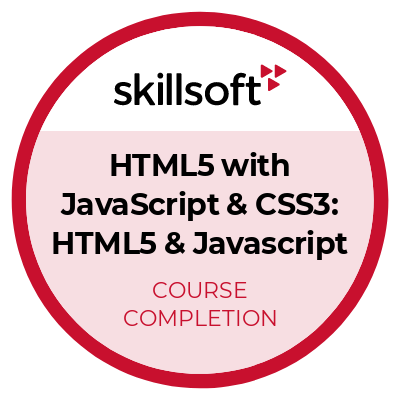 skillsoft
HTML5 with
JavaScript & CSS3:
HTML5 & Javascript
COURSE
COMPLETION